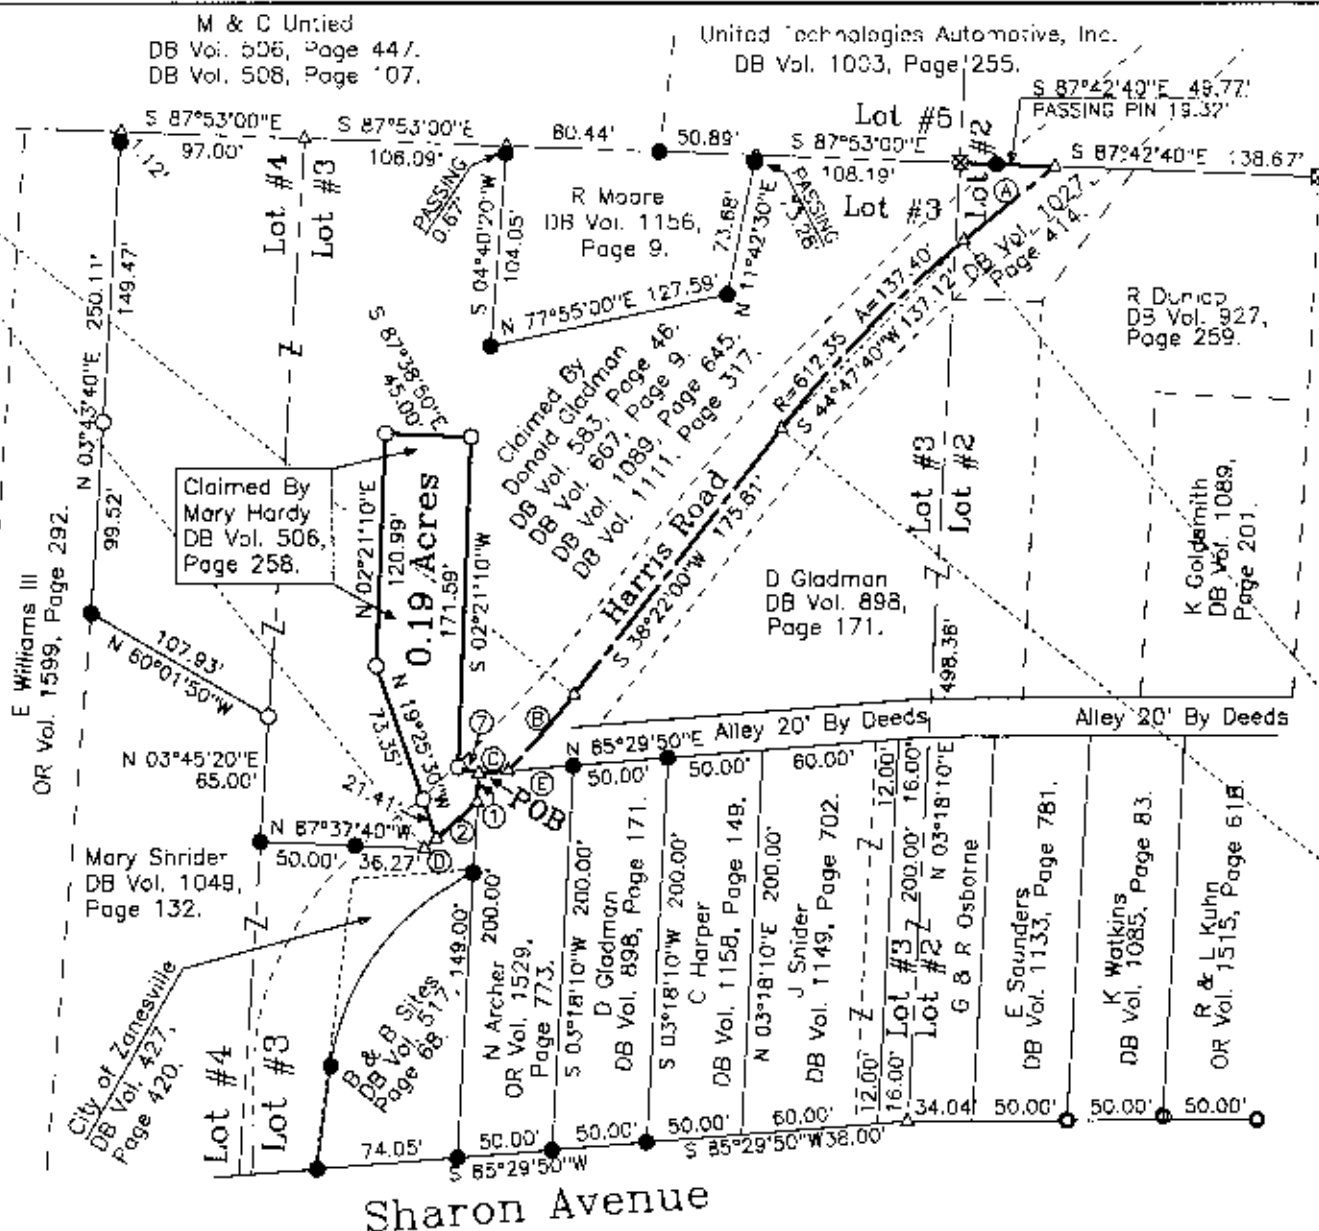 M & C Untied
DB Vol. 506, Page 447.
DB Vol. 508, Page 107.
United Technologies Automotive, Inc.
DB Vol. 1003, Page 255.
S 87°42'40"E 49.77'
PASSING PIN 19.32'
S 87°53'00"E
97.00'
S 87°53'00"E
106.09'
60.44'
50.89'
S 87°53'00"E
108.19'
S 87°42'40"E 138.67'
Lot #5
Lot #2
Lot #3
Lot #4
Lot #3
1.12'
PASSING
0.67'
PASSING
3.26'
R Moore
DB Vol. 1156,
Page 9.
S 04°40'20"W
104.05'
N 77°55'00"E 127.59'
73.68'
N 11°42'30"E
A
DB Vol. 1027,
Page 414.
R Dunlap
DB Vol. 927,
Page 259.
250.11'
149.47'
N 03°43'40"E
99.52'
S 87°38'50"E
45.00'
Claimed By
Donald Gladman
DB Vol. 583, Page 46.
DB Vol. 667, Page 9.
DB Vol. 1089, Page 645.
DB Vol. 1111, Page 317.
R=612.35 A=137.40'
S 44°47'40"W 137.12'
Harris Road
S 38°22'00"W 175.81'
Lot #3
Lot #2
498.38'
K Goldsmith
DB Vol. 1089,
Page 201.
D Gladman
DB Vol. 898,
Page 171.
Claimed By
Mary Hardy
DB Vol. 506,
Page 258.
N 02°21'10"E
120.99'
0.19 Acres
171.59'
S 02°21'10"W
E Williams III
OR Vol. 1599, Page 292.
107.93'
N 60°01'50"W
N 19°25'30"W
73.35'
21.41'
N 03°45'20"E
65.00'
7
B
C
E
POB
1
2
D
N 85°29'50"E
Alley 20' By Deeds
Alley 20' By Deeds
50.00'
50.00'
60.00'
12.00'
16.00'
N 87°37'40"W
50.00'
36.27'
Mary Shrider
DB Vol. 1049,
Page 132.
City of Zanesville
DB Vol. 427,
Page 420.
Lot #4
Lot #3
B & B Sites
DB Vol. 517,
Page 68.
149.00'
200.00'
N Archer
OR Vol. 1529,
Page 773.
S 03°18'10"W 200.00'
D Gladman
DB Vol. 898, Page 171.
S 03°18'10"W 200.00'
C Harper
DB Vol. 1158, Page 149.
N 03°18'10"E 200.00'
J Snider
DB Vol. 1149, Page 702.
12.00'
16.00'
Lot #3
Lot #2
200.00'
N 03°18'10"E
G & R Osborne
E Saunders
DB Vol. 1133, Page 781.
K Watkins
DB Vol. 1085, Page 83.
R & L Kuhn
OR Vol. 1515, Page 618.
74.05'
50.00'
50.00'
50.00'
60.00'
34.04'
50.00'
50.00'
50.00'
S 85°29'50"W
S 85°29'50"W 38.00'
Sharon Avenue